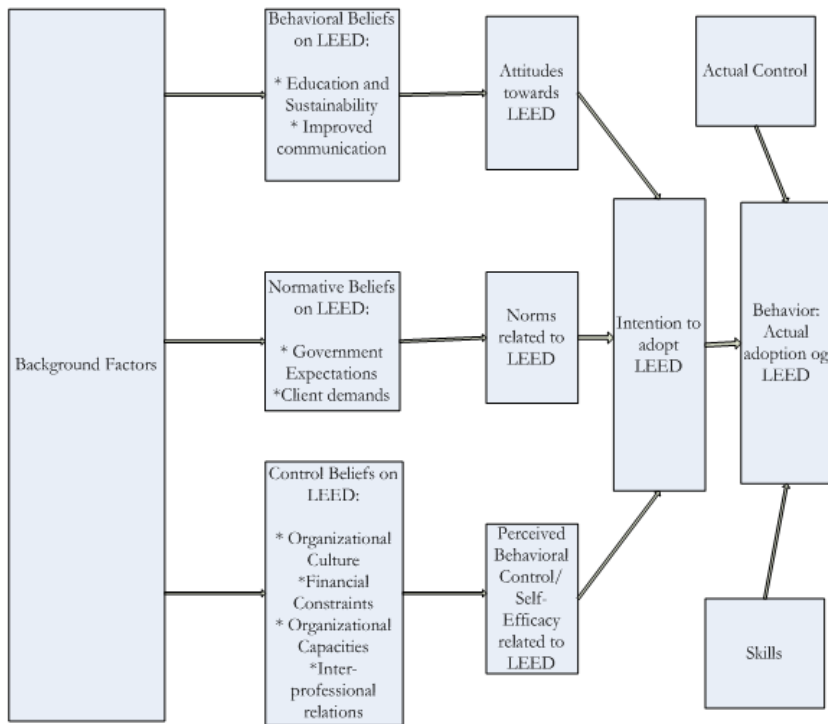 Background Factors
Behavioral Beliefs
on LEED:
* Education and
Sustainability
* Improved
communication
Attitudes
towards
LEED
Actual Control
Normative Beliefs
on LEED:
* Government
Expectations
*Client demands
Norms
related to
LEED
Intention to
adopt
LEED
Behavior:
Actual
adoption og
LEED
Control Beliefs on
LEED:
* Organizational
Culture
*Financial
Constraints
* Organizational
Capacities
*Inter-
professional
relations
Perceived
Behavioral
Control/
Self-
Efficacy
related to
LEED
Skills